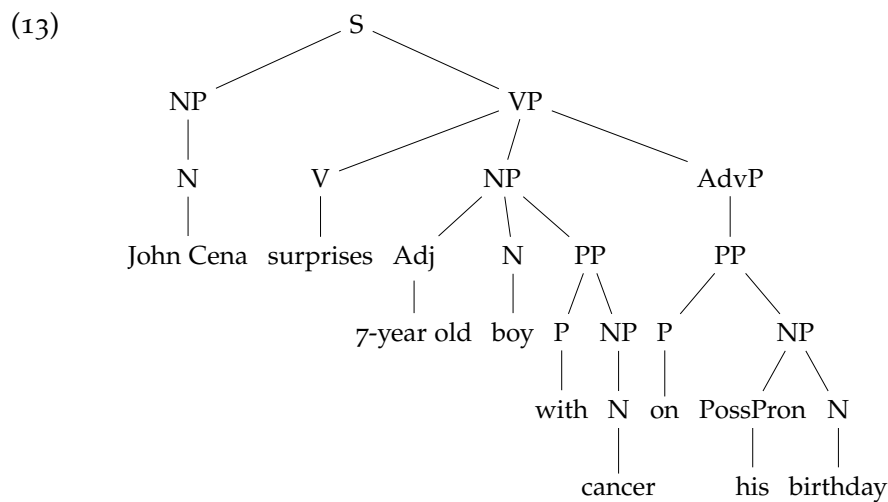 (13) S
NP VP
N V NP AdvP
John Cena surprises Adj N PP PP
7-year old boy P NP P NP
with N on PossPron N
cancer his birthday